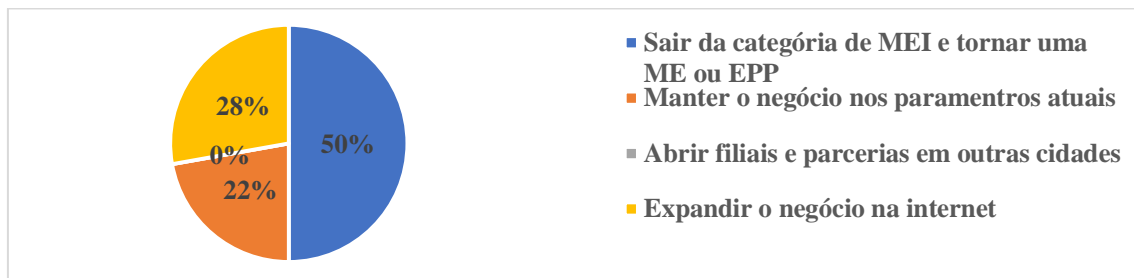 28%
0%
22%
50%
Sair da categória de MEI e tornar uma
ME ou EPP
Manter o negócio nos paramentros atuais
Abrir filiais e parcerias em outras cidades
Expandir o negócio na internet